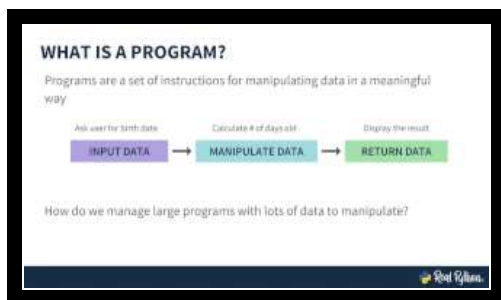 WHAT IS A PROGRAM?
Programs are a set of instructions for manipulating data in a meaningful
way
Ask user for birth date
Calculate # of days old
Display the result
INPUT DATA → MANIPULATE DATA → RETURN DATA
How do we manage large programs with lots of data to manipulate?
Real Python